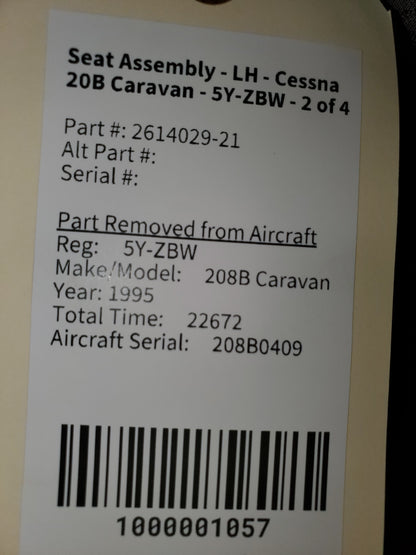 Seat Assembly - LH - Cessna
20B Caravan - 5Y-ZBW - 2 of 4
Part #: 2614029-21
Alt Part #:
Serial #:
Part Removed from Aircraft
Reg: 5Y-ZBW
Make/Model: 208B Caravan
Year: 1995
Total Time: 22672
Aircraft Serial: 208B0409
1000001057